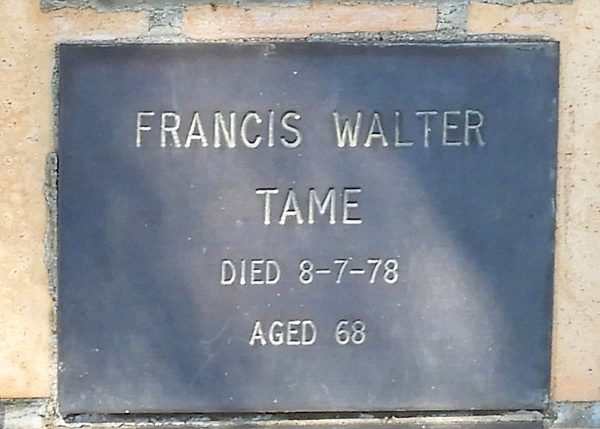 FRANCIS WALTER
TAME
DIED 8-7-78
AGED 68